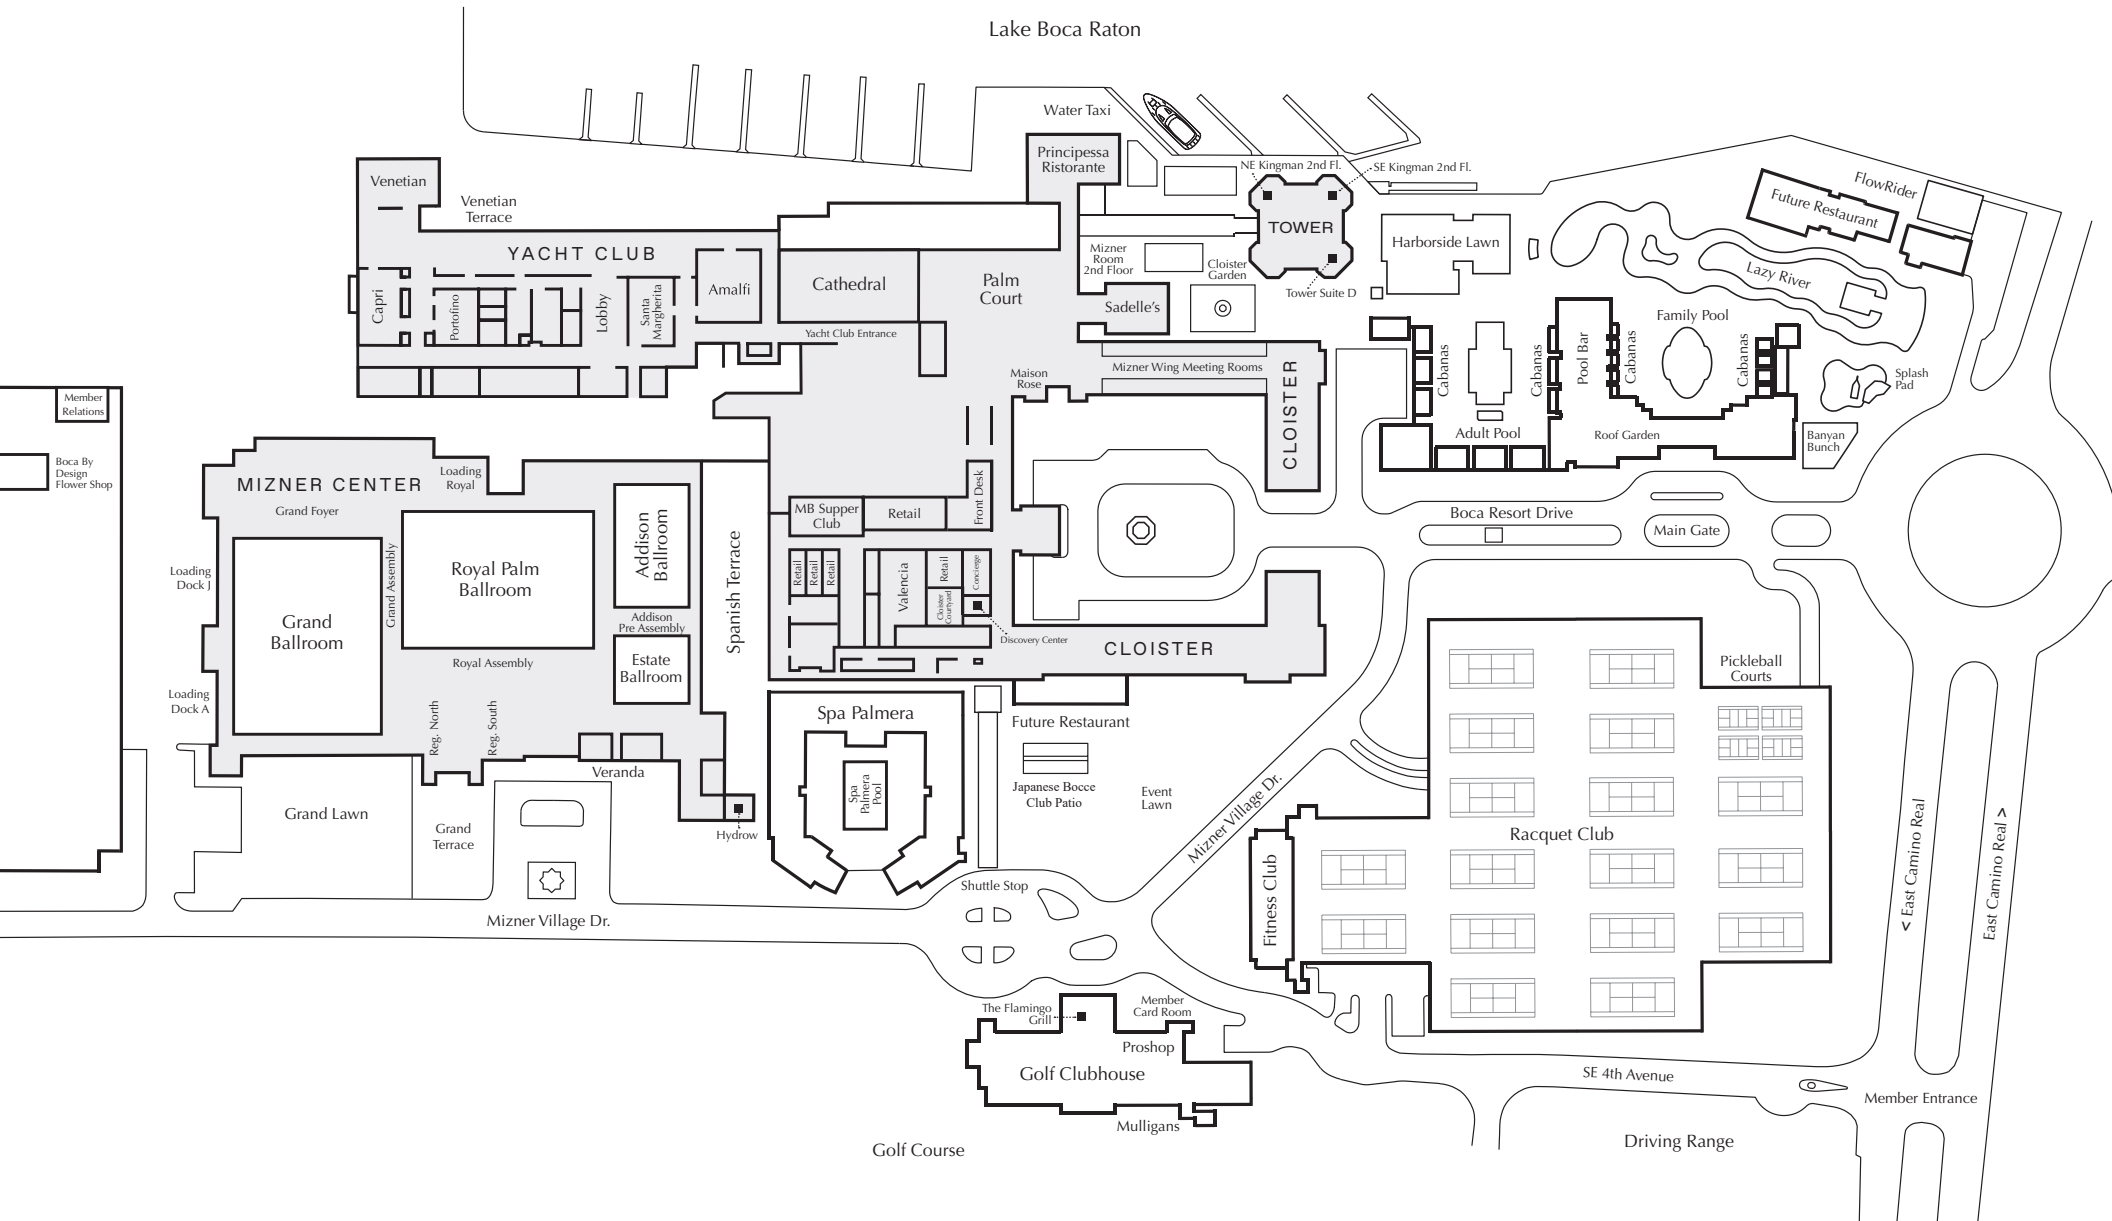 Lake Boca Raton
Water Taxi
Principessa
Ristorante
NE Kingman 2nd Fl.
SE Kingman 2nd Fl.
TOWER
Tower Suite D
Harborside Lawn
FlowRider
Future Restaurant
Lazy River
Venetian
Venetian
Terrace
YACHT CLUB
Capri
Portofino
Lobby
Santa
Margherita
Amalfi
Cathedral
Yacht Club Entrance
Palm
Court
Mizner
Room
2nd Floor
Cloister
Garden
Sadelle's
Mizner Wing Meeting Rooms
Maison
Rose
CLOISTER
Cabanas
Adult Pool
Cabanas
Pool Bar
Cabanas
Family Pool
Cabanas
Roof Garden
Splash
Pad
Banyan
Bunch
Member
Relations
Boca By
Design
Flower Shop
MIZNER CENTER
Grand Foyer
Loading
Royal
Loading
Dock J
Loading
Dock A
Grand
Ballroom
Grand Assembly
Royal Palm
Ballroom
Royal Assembly
Addison
Ballroom
Addison
Pre Assembly
Estate
Ballroom
Reg. North
Reg. South
Veranda
Hydrow
Spanish Terrace
MB Supper
Club
Retail
Front Desk
Retail
Retail
Retail
Valencia
Retail
Concierge
Cloister
Courtyard
Discovery Center
CLOISTER
Boca Resort Drive
Main Gate
Grand Lawn
Grand
Terrace
Mizner Village Dr.
Spa Palmera
Spa
Palmera
Pool
Future Restaurant
Japanese Bocce
Club Patio
Event
Lawn
Shuttle Stop
Mizner Village Dr.
Pickleball
Courts
Racquet Club
Fitness Club
< East Camino Real
East Camino Real >
The Flamingo
Grill
Member
Card Room
Proshop
Golf Clubhouse
Mulligans
Golf Course
SE 4th Avenue
Member Entrance
Driving Range